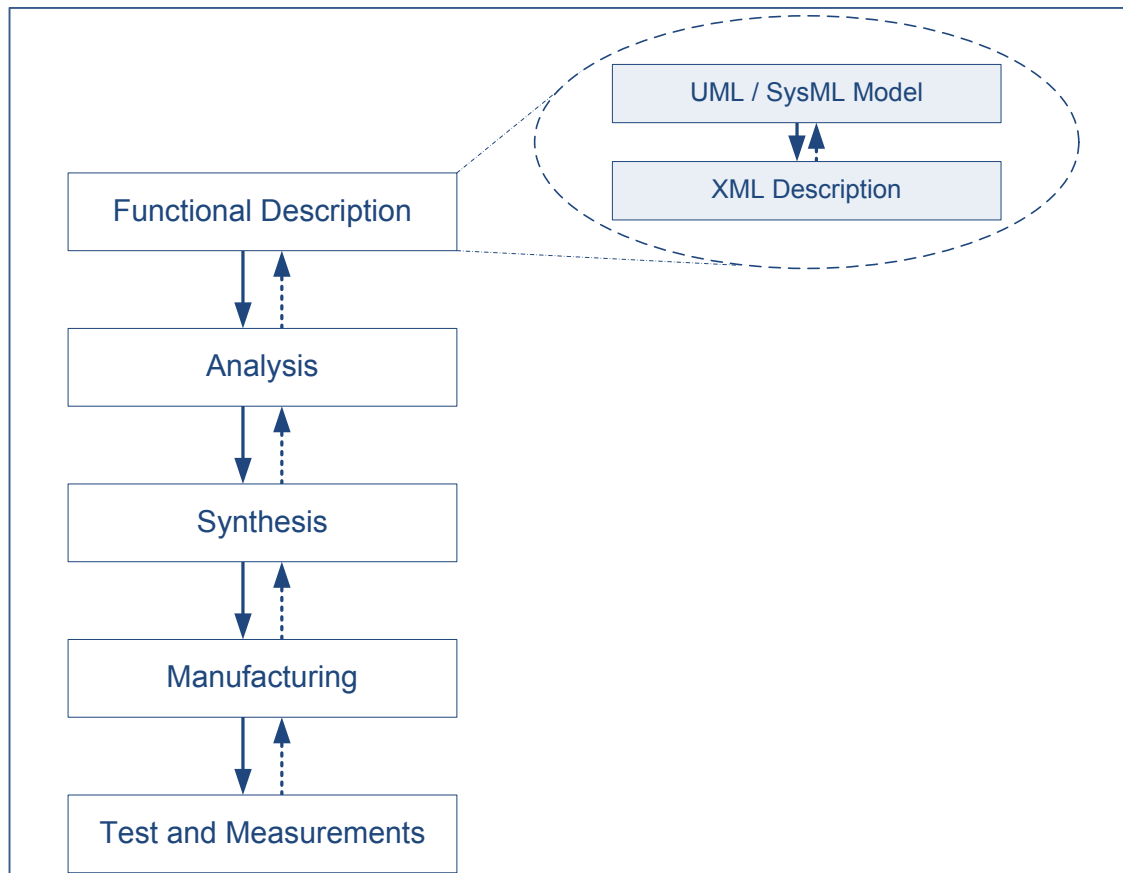 UML / SysML Model
XML Description
Functional Description
Analysis
Synthesis
Manufacturing
Test and Measurements